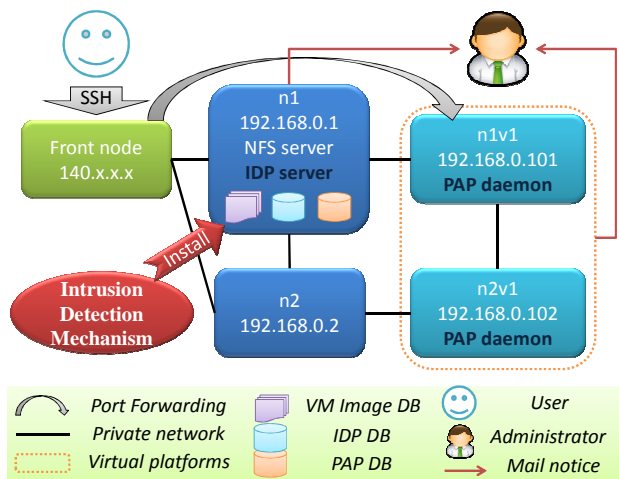 SSH
Front node
140.x.x.x
n1
192.168.0.1
NFS server
IDP server
n1v1
192.168.0.101
PAP daemon
Install
Intrusion
Detection
Mechanism
n2
192.168.0.2
n2v1
192.168.0.102
PAP daemon
Port Forwarding
VM Image DB
User
Private network
IDP DB
Administrator
Virtual platforms
PAP DB
Mail notice